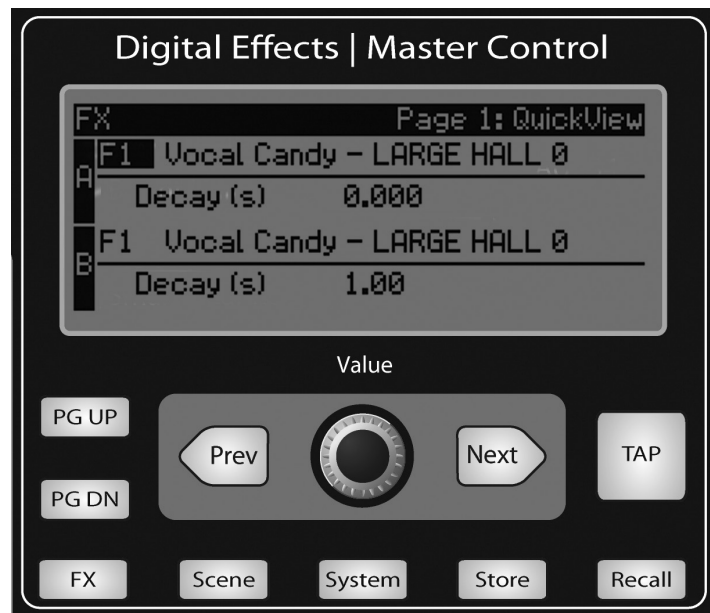 Digital Effects | Master Control
FX Page 1: QuickView
A F1 Vocal Candy - LARGE HALL 0
Decay (s) 0.000
B F1 Vocal Candy - LARGE HALL 0
Decay (s) 1.00
Value
PG UP
Prev
Next
TAP
PG DN
FX
Scene
System
Store
Recall